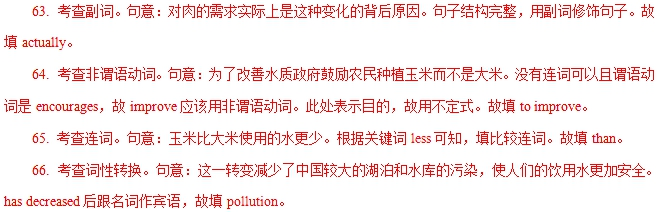 63. 考查副词。句意：对肉的需求实际上是这种变化的背后原因。句子结构完整，用副词修饰句子。故
填 actually。
64. 考查非谓语动词。句意：为了改善水质政府鼓励农民种植玉米而不是大米。没有连词可以且谓语动
词是 encourages，故 improve 应该用非谓语动词。此处表示目的，故用不定式。故填 to improve。
65. 考查连词。句意：玉米比大米使用的水更少。根据关键词 less 可知，填比较连词。故填 than。
66. 考查词性转换。句意：这一转变减少了中国较大的湖泊和水库的污染，使人们的饮用水更加安全。
has decreased 后跟名词作宾语，故填 pollution。